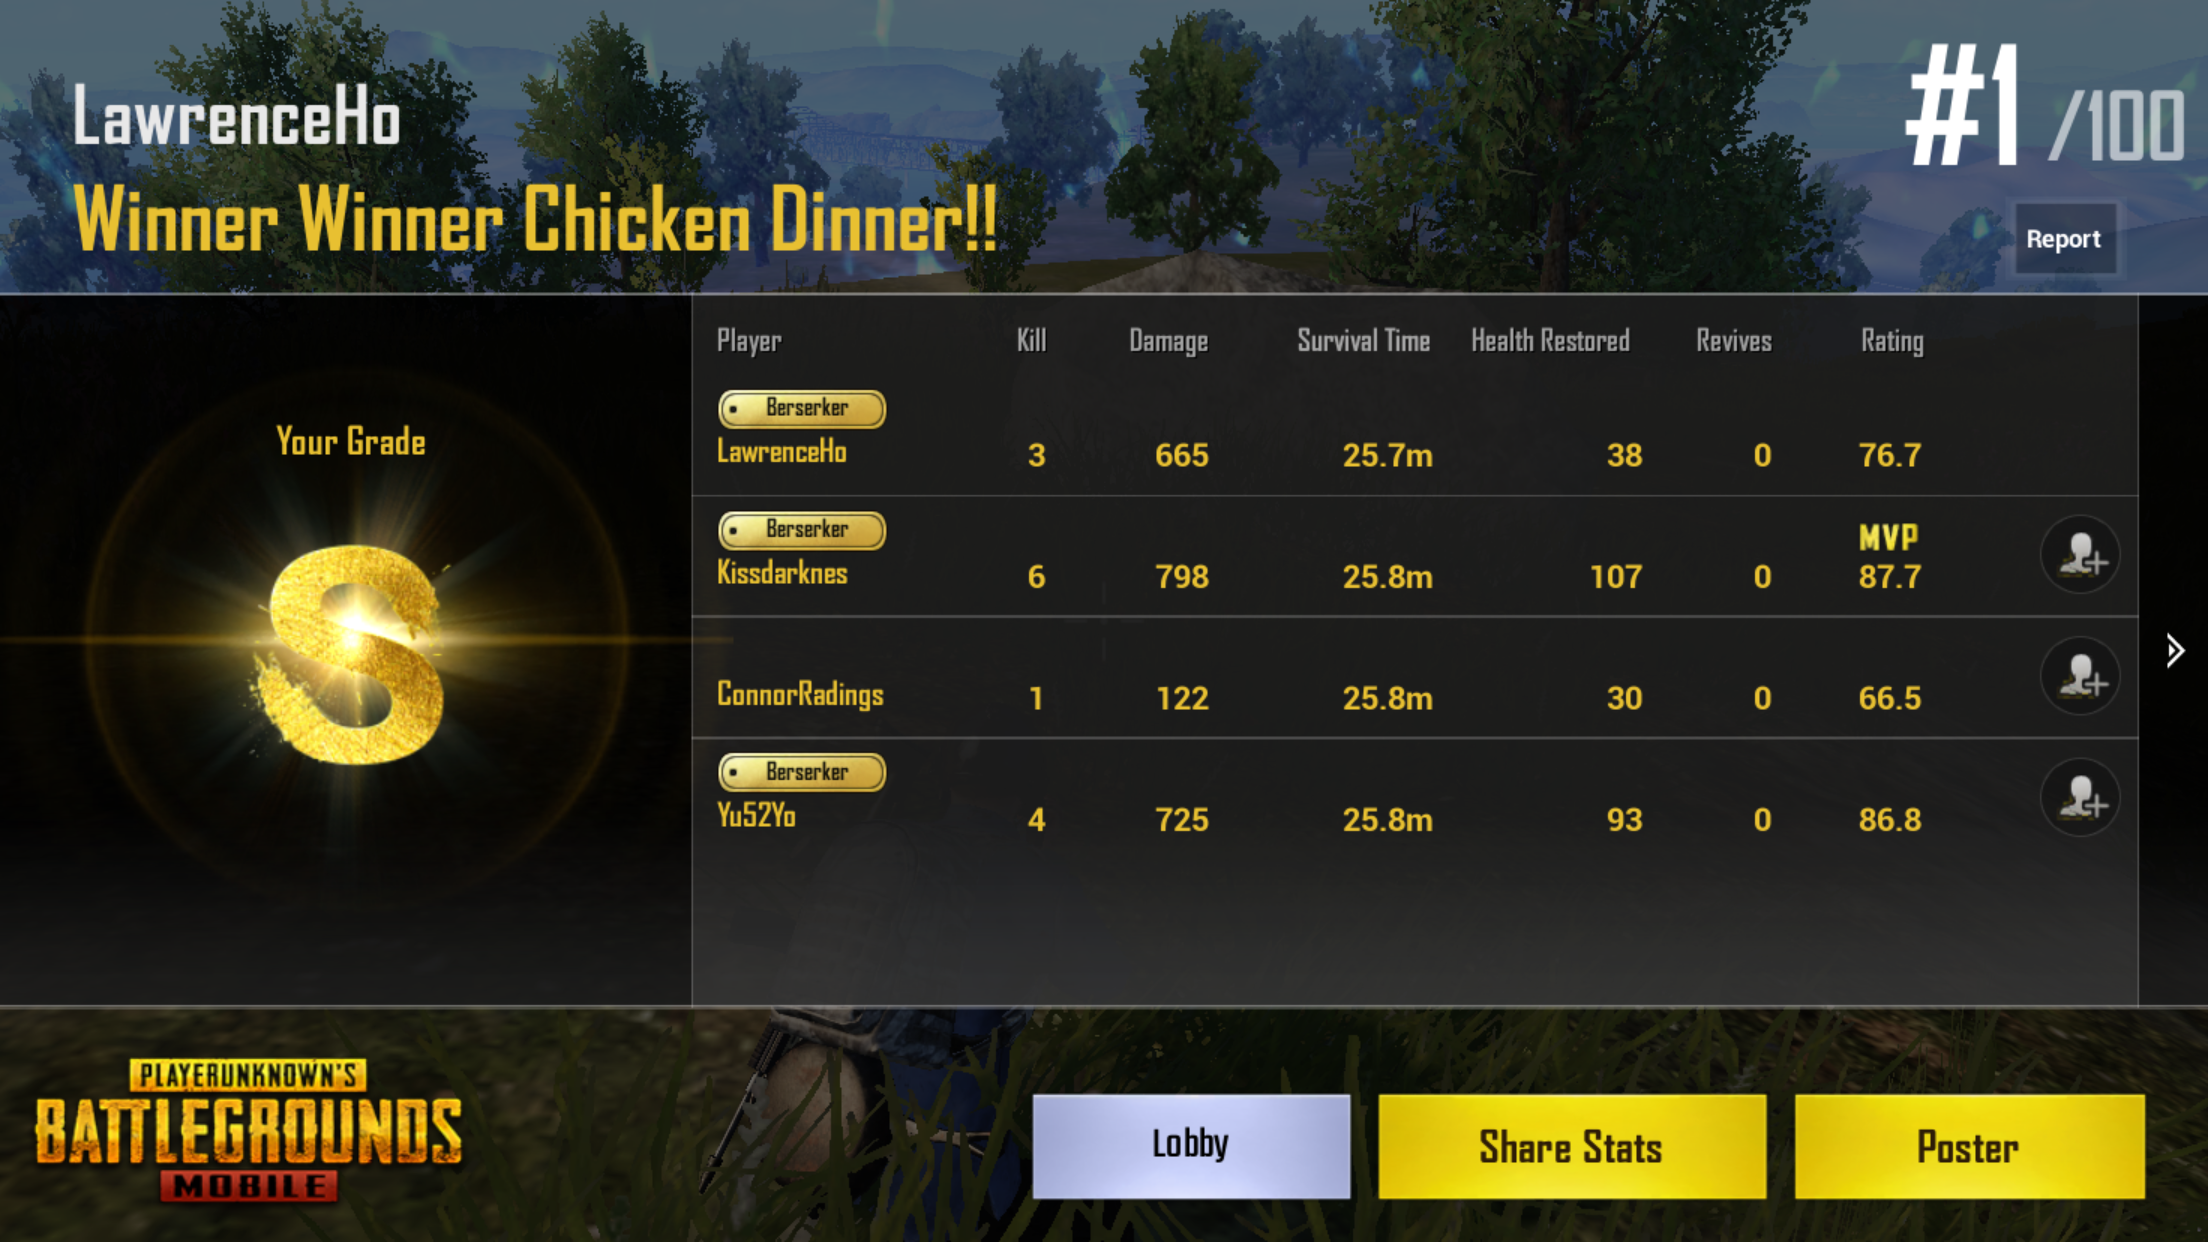 LawrenceHo
#1 /100
Winner Winner Chicken Dinner!!
Report
Your Grade
S
Player Kill Damage Survival Time Health Restored Revives Rating
Berserker
LawrenceHo 3 665 25.7m 38 0 76.7
Berserker
MVP
Kissdarknes 6 798 25.8m 107 0 87.7
ConnorRadings 1 122 25.8m 30 0 66.5
Berserker
Yu52Yo 4 725 25.8m 93 0 86.8
PLAYERUNKNOWN'S
BATTLEGROUNDS
MOBILE
Lobby Share Stats Poster